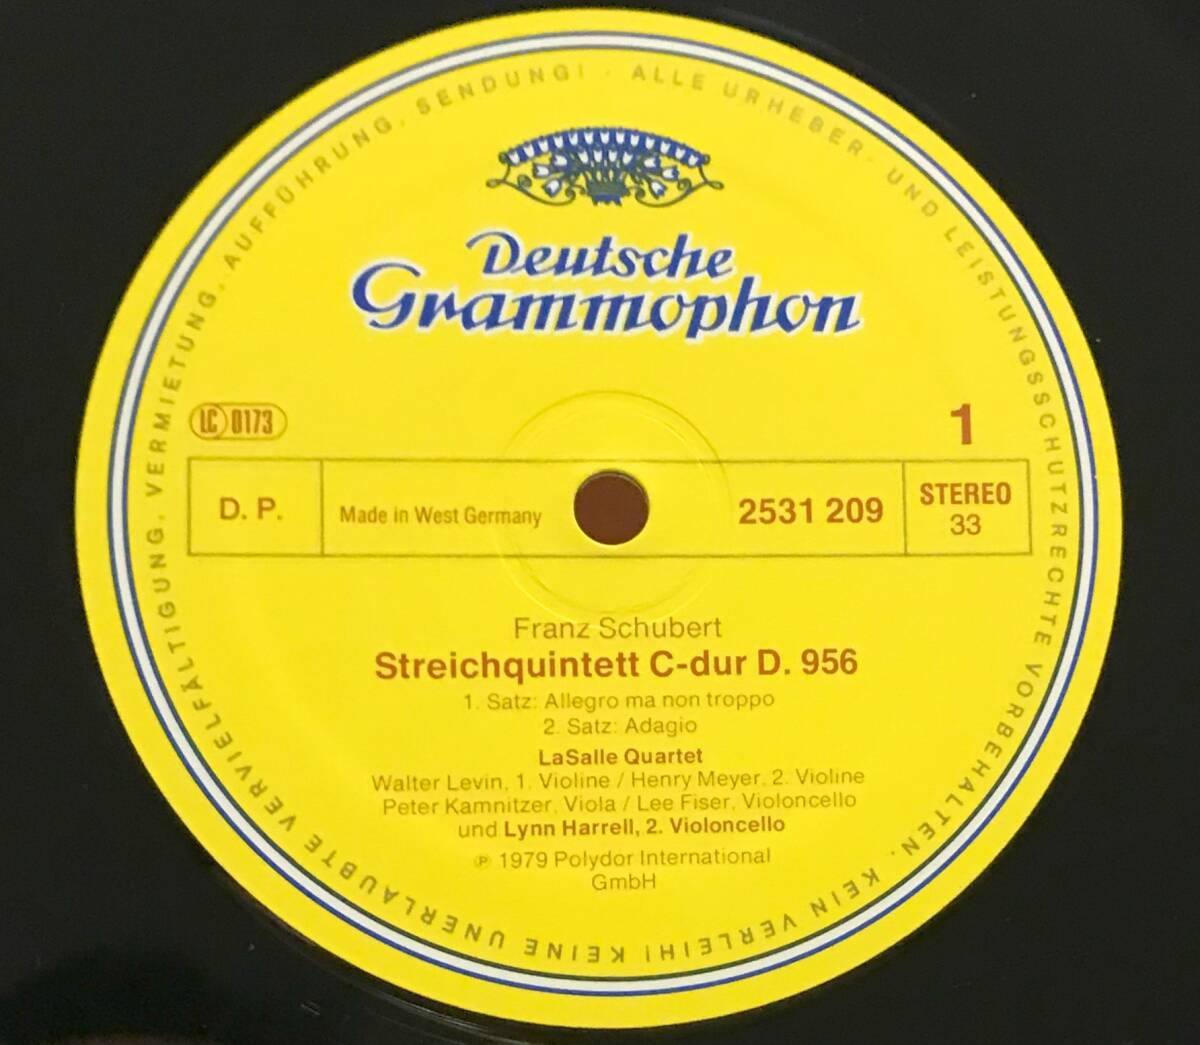 ALLE URHEBER- UND LEISTUNGSSCHUTZRECHTE VORBEHALTEN. KEIN VERLEIH! KEINE UNERLAUBTE VERVIELFÄLTIGUNG, VERMIETUNG, AUFFÜHRUNG, SENDUNG!
Deutsche
Grammophon
LC 0173
1
D. P.
Made in West Germany
2531 209
STEREO
33
Franz Schubert
Streichquintett C-dur D. 956
1. Satz: Allegro ma non troppo
2. Satz: Adagio
LaSalle Quartet
Walter Levin, 1. Violine / Henry Meyer, 2. Violine
Peter Kamnitzer, Viola / Lee Fiser, Violoncello
und Lynn Harrell, 2. Violoncello
℗ 1979 Polydor International
GmbH